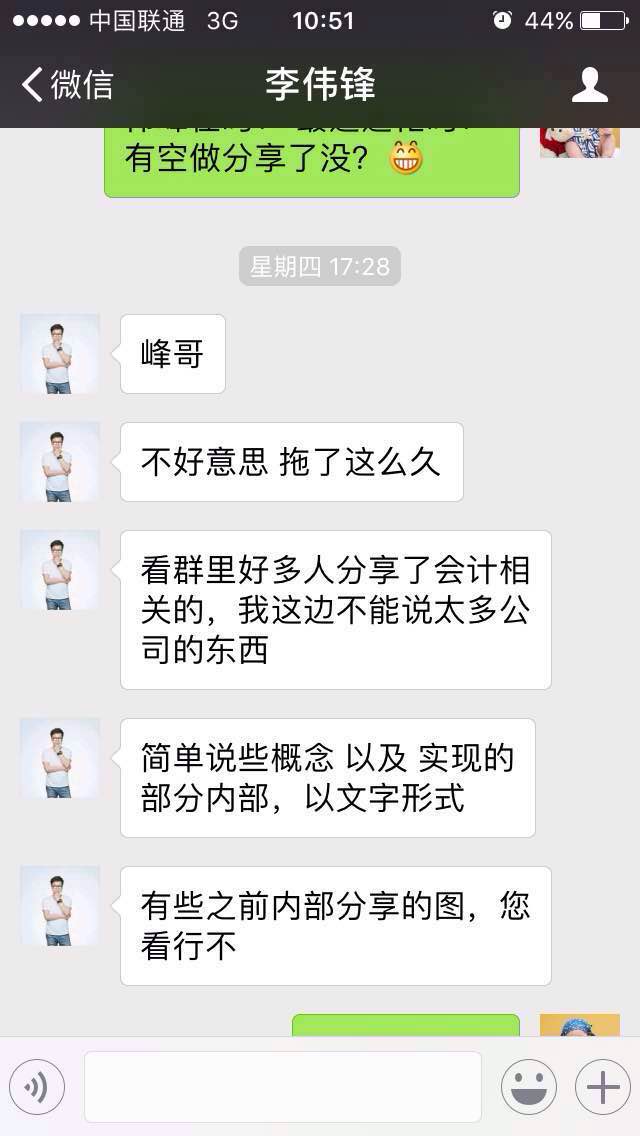 中国联通 3G 10:51 44%
微信 李伟锋
有空做分享了没？😁
星期四 17:28
峰哥
不好意思 拖了这么久
看群里好多人分享了会计相
关的，我这边不能说太多公
司的东西
简单说些概念 以及 实现的
部分内部，以文字形式
有些之前内部分享的图，您
看行不